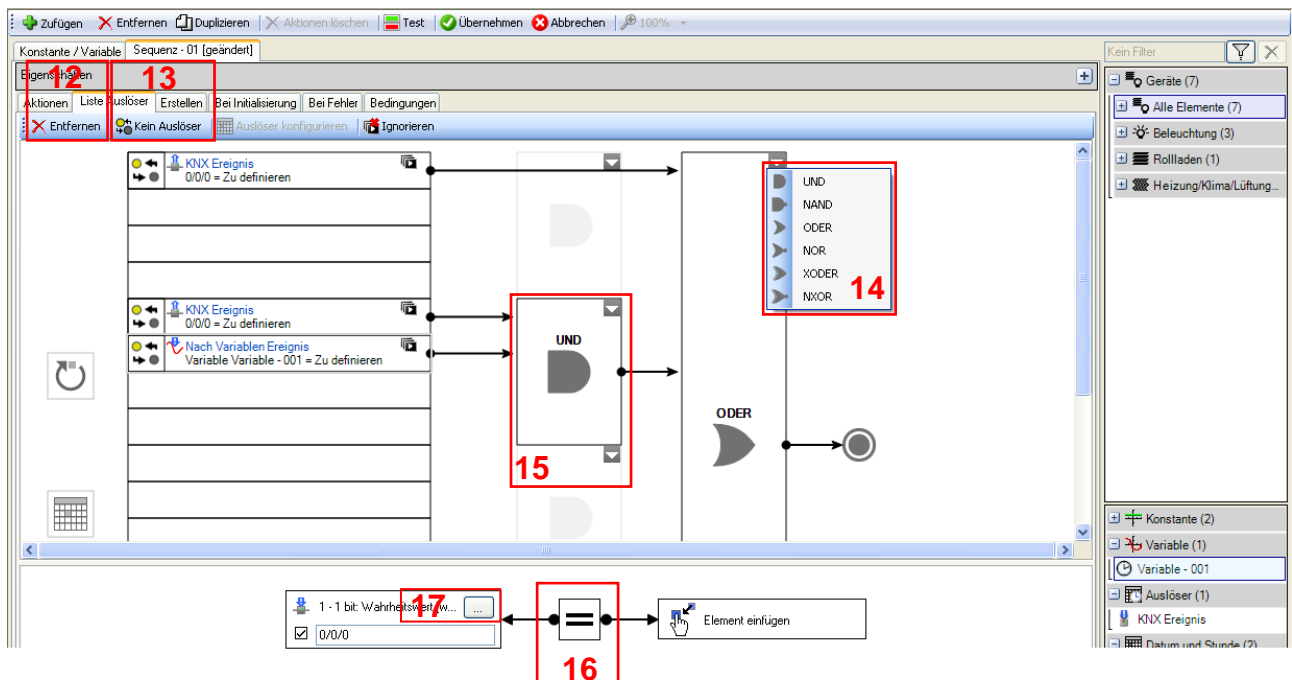 Zufügen Entfernen Duplizieren Aktionen löschen Test Übernehmen Abbrechen 100%
Konstante / Variable Sequenz - 01 [geändert]
Kein Filter
Eigenschaften
12 13
Aktionen Liste Auslöser Erstellen Bei Initialisierung Bei Fehler Bedingungen
Entfernen Kein Auslöser Auslöser konfigurieren Ignorieren
Geräte (7)
Alle Elemente (7)
Beleuchtung (3)
Rollladen (1)
Heizung/Klima/Lüftung...
KNX Ereignis
0/0/0 = Zu definieren
UND
NAND
ODER
NOR
XODER
NXOR
14
KNX Ereignis
0/0/0 = Zu definieren
Nach Variablen Ereignis
Variable Variable - 001 = Zu definieren
UND
15
ODER
Konstante (2)
Variable (1)
Variable - 001
Auslöser (1)
KNX Ereignis
Datum und Stunde (2)
1 - 1 bit: Wahrheitswert (w... ...
17
0/0/0
16
Element einfügen